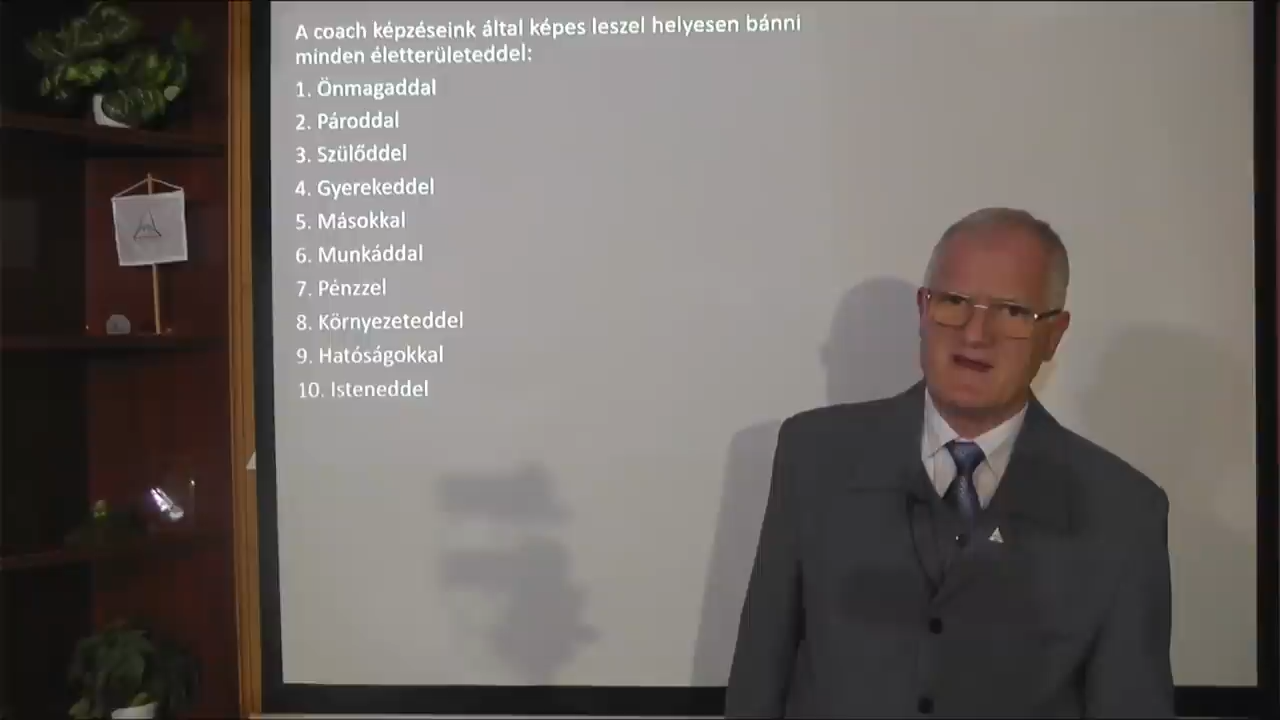 A coach képzéseink által képes leszel helyesen bánni
minden életterületeddel:
1. Önmagaddal
2. Pároddal
3. Szülőddel
4. Gyerekeddel
5. Másokkal
6. Munkáddal
7. Pénzzel
8. Környezeteddel
9. Hatóságokkal
10. Isteneddel